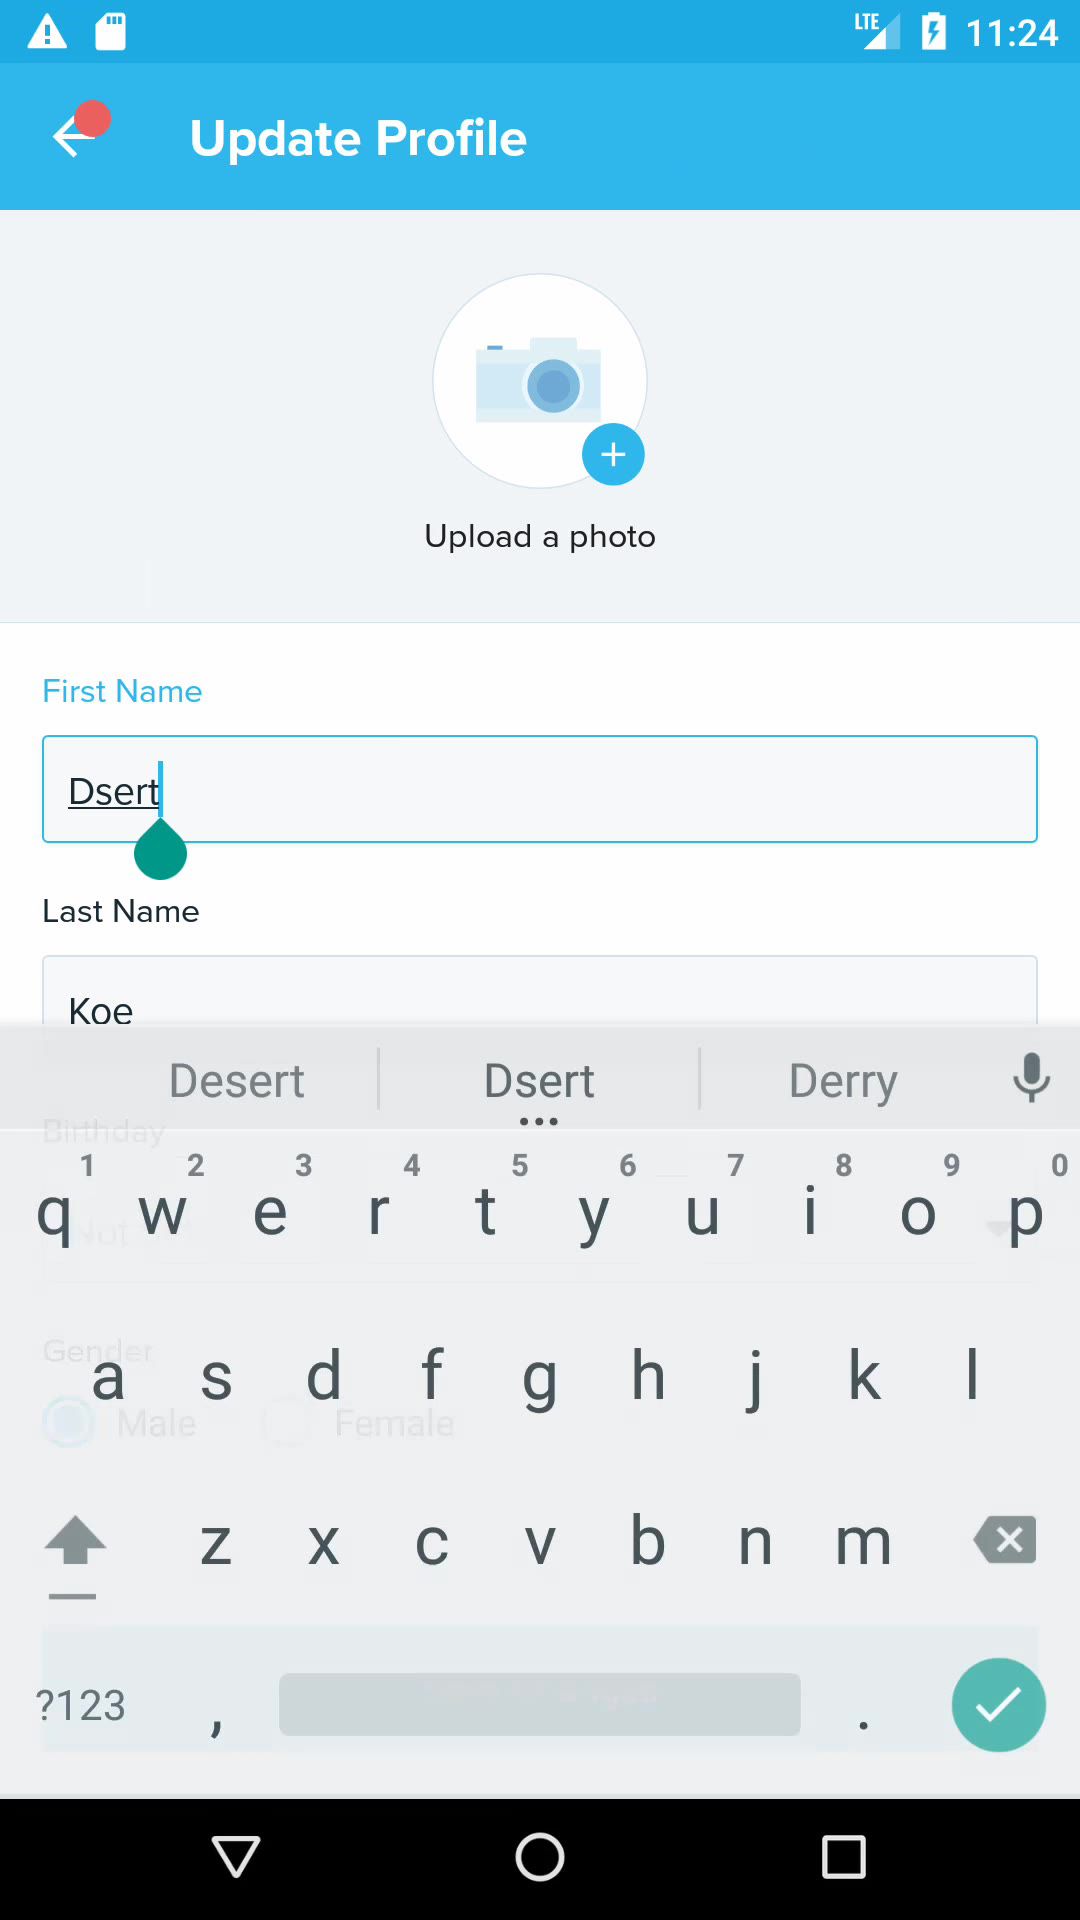 LTE 11:24
Update Profile
Upload a photo
First Name
Dsert
Last Name
Koe
Desert Dsert Derry
Birthday
1 2 3 4 5 6 7 8 9 0
q w e r t y u i o p
Not
Gender
a s d f g h j k l
Male Female
z x c v b n m
?123 , .